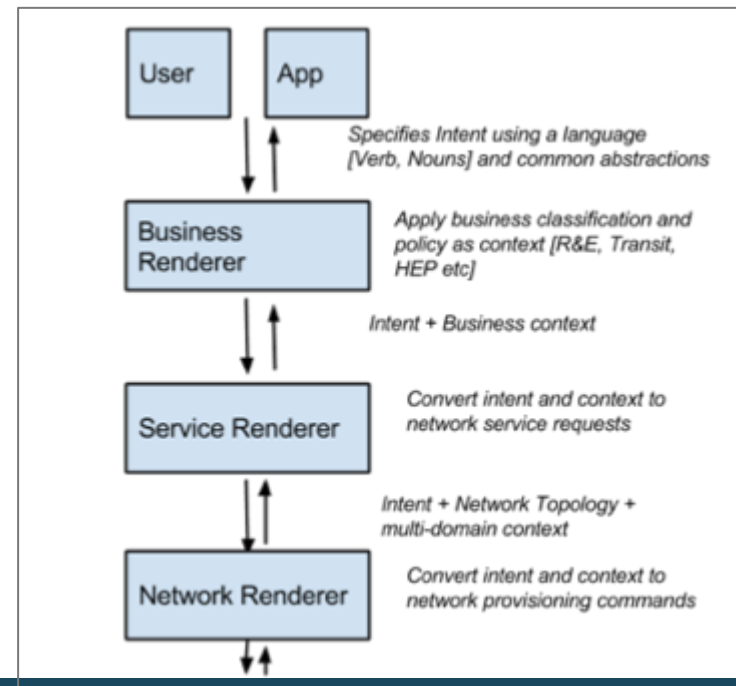 User
App
Specifies Intent using a language
[Verb, Nouns] and common abstractions
Business
Renderer
Apply business classification and
policy as context [R&E, Transit,
HEP etc]
Intent + Business context
Service Renderer
Convert intent and context to
network service requests
Intent + Network Topology +
multi-domain context
Network Renderer
Convert intent and context to
network provisioning commands